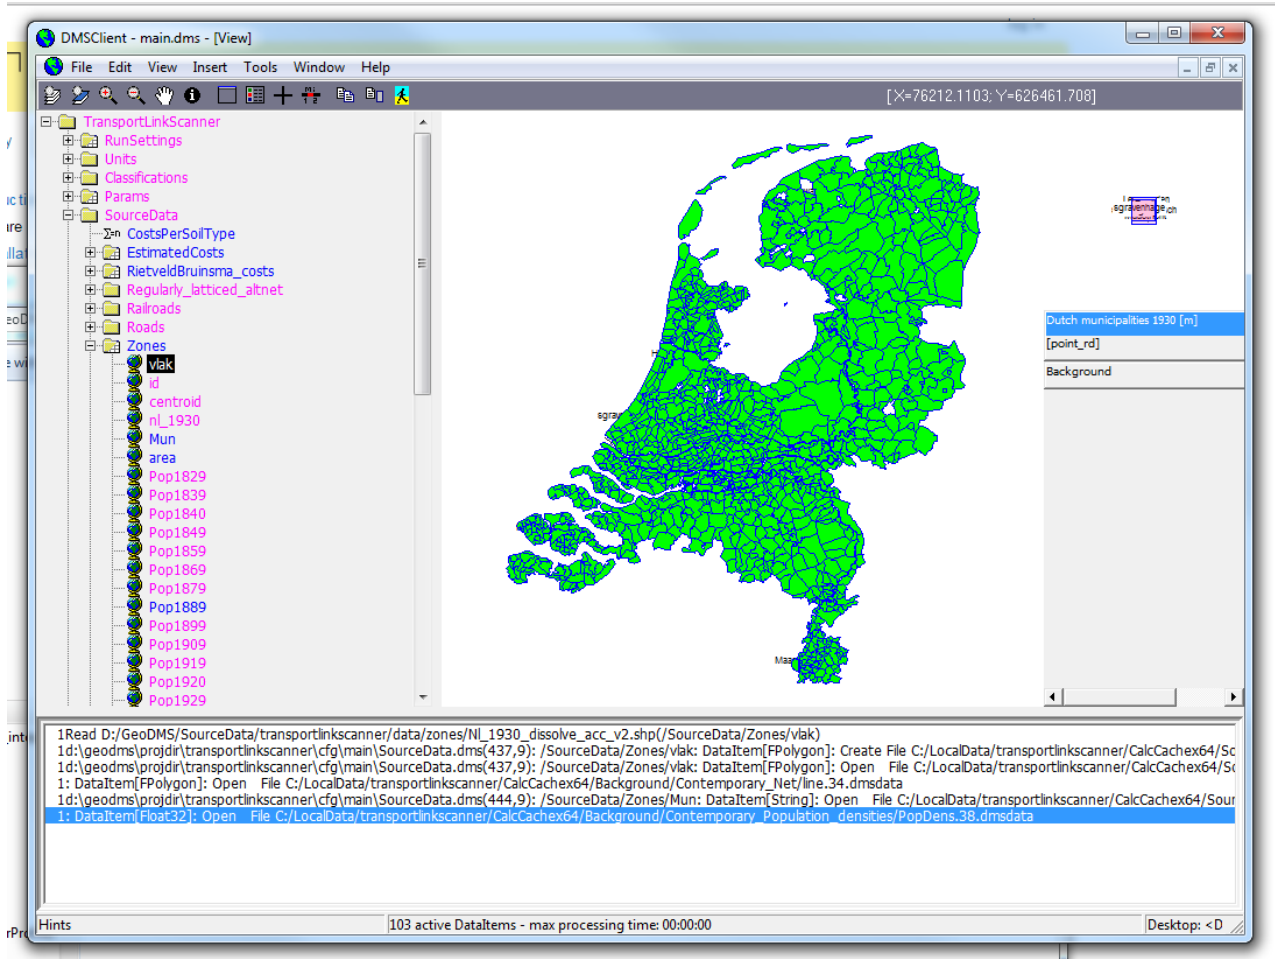 DMSClient - main.dms - [View]
File Edit View Insert Tools Window Help
[X=76212.1103; Y=626461.708]
TransportLinkScanner
RunSettings
Units
Classifications
Params
SourceData
CostsPerSoilType
EstimatedCosts
RietveldBruinsma_costs
Regularly_latticed_altnet
Railroads
Roads
Zones
vlak
id
centroid
nl_1930
Mun
area
Pop1829
Pop1839
Pop1840
Pop1849
Pop1859
Pop1869
Pop1879
Pop1889
Pop1899
Pop1909
Pop1919
Pop1920
Pop1929
sgravenhage
Dutch municipalities 1930 [m]
[point_rd]
Background
1Read D:/GeoDMS/SourceData/transportlinkscanner/data/zones/Nl_1930_dissolve_acc_v2.shp(/SourceData/Zones/vlak)
1d:\geodms\projdir\transportlinkscanner\cfg\main\SourceData.dms(437,9): /SourceData/Zones/vlak: DataItem[FPolygon]: Create File C:/LocalData/transportlinkscanner/CalcCachex64/Sc
1d:\geodms\projdir\transportlinkscanner\cfg\main\SourceData.dms(437,9): /SourceData/Zones/vlak: DataItem[FPolygon]: Open File C:/LocalData/transportlinkscanner/CalcCachex64/Sc
1: DataItem[FPolygon]: Open File C:/LocalData/transportlinkscanner/CalcCachex64/Background/Contemporary_Net/line.34.dmsdata
1d:\geodms\projdir\transportlinkscanner\cfg\main\SourceData.dms(444,9): /SourceData/Zones/Mun: DataItem[String]: Open File C:/LocalData/transportlinkscanner/CalcCachex64/Sour
1: DataItem[Float32]: Open File C:/LocalData/transportlinkscanner/CalcCachex64/Background/Contemporary_Population_densities/PopDens.38.dmsdata
Hints
103 active DataItems - max processing time: 00:00:00
Desktop: <D